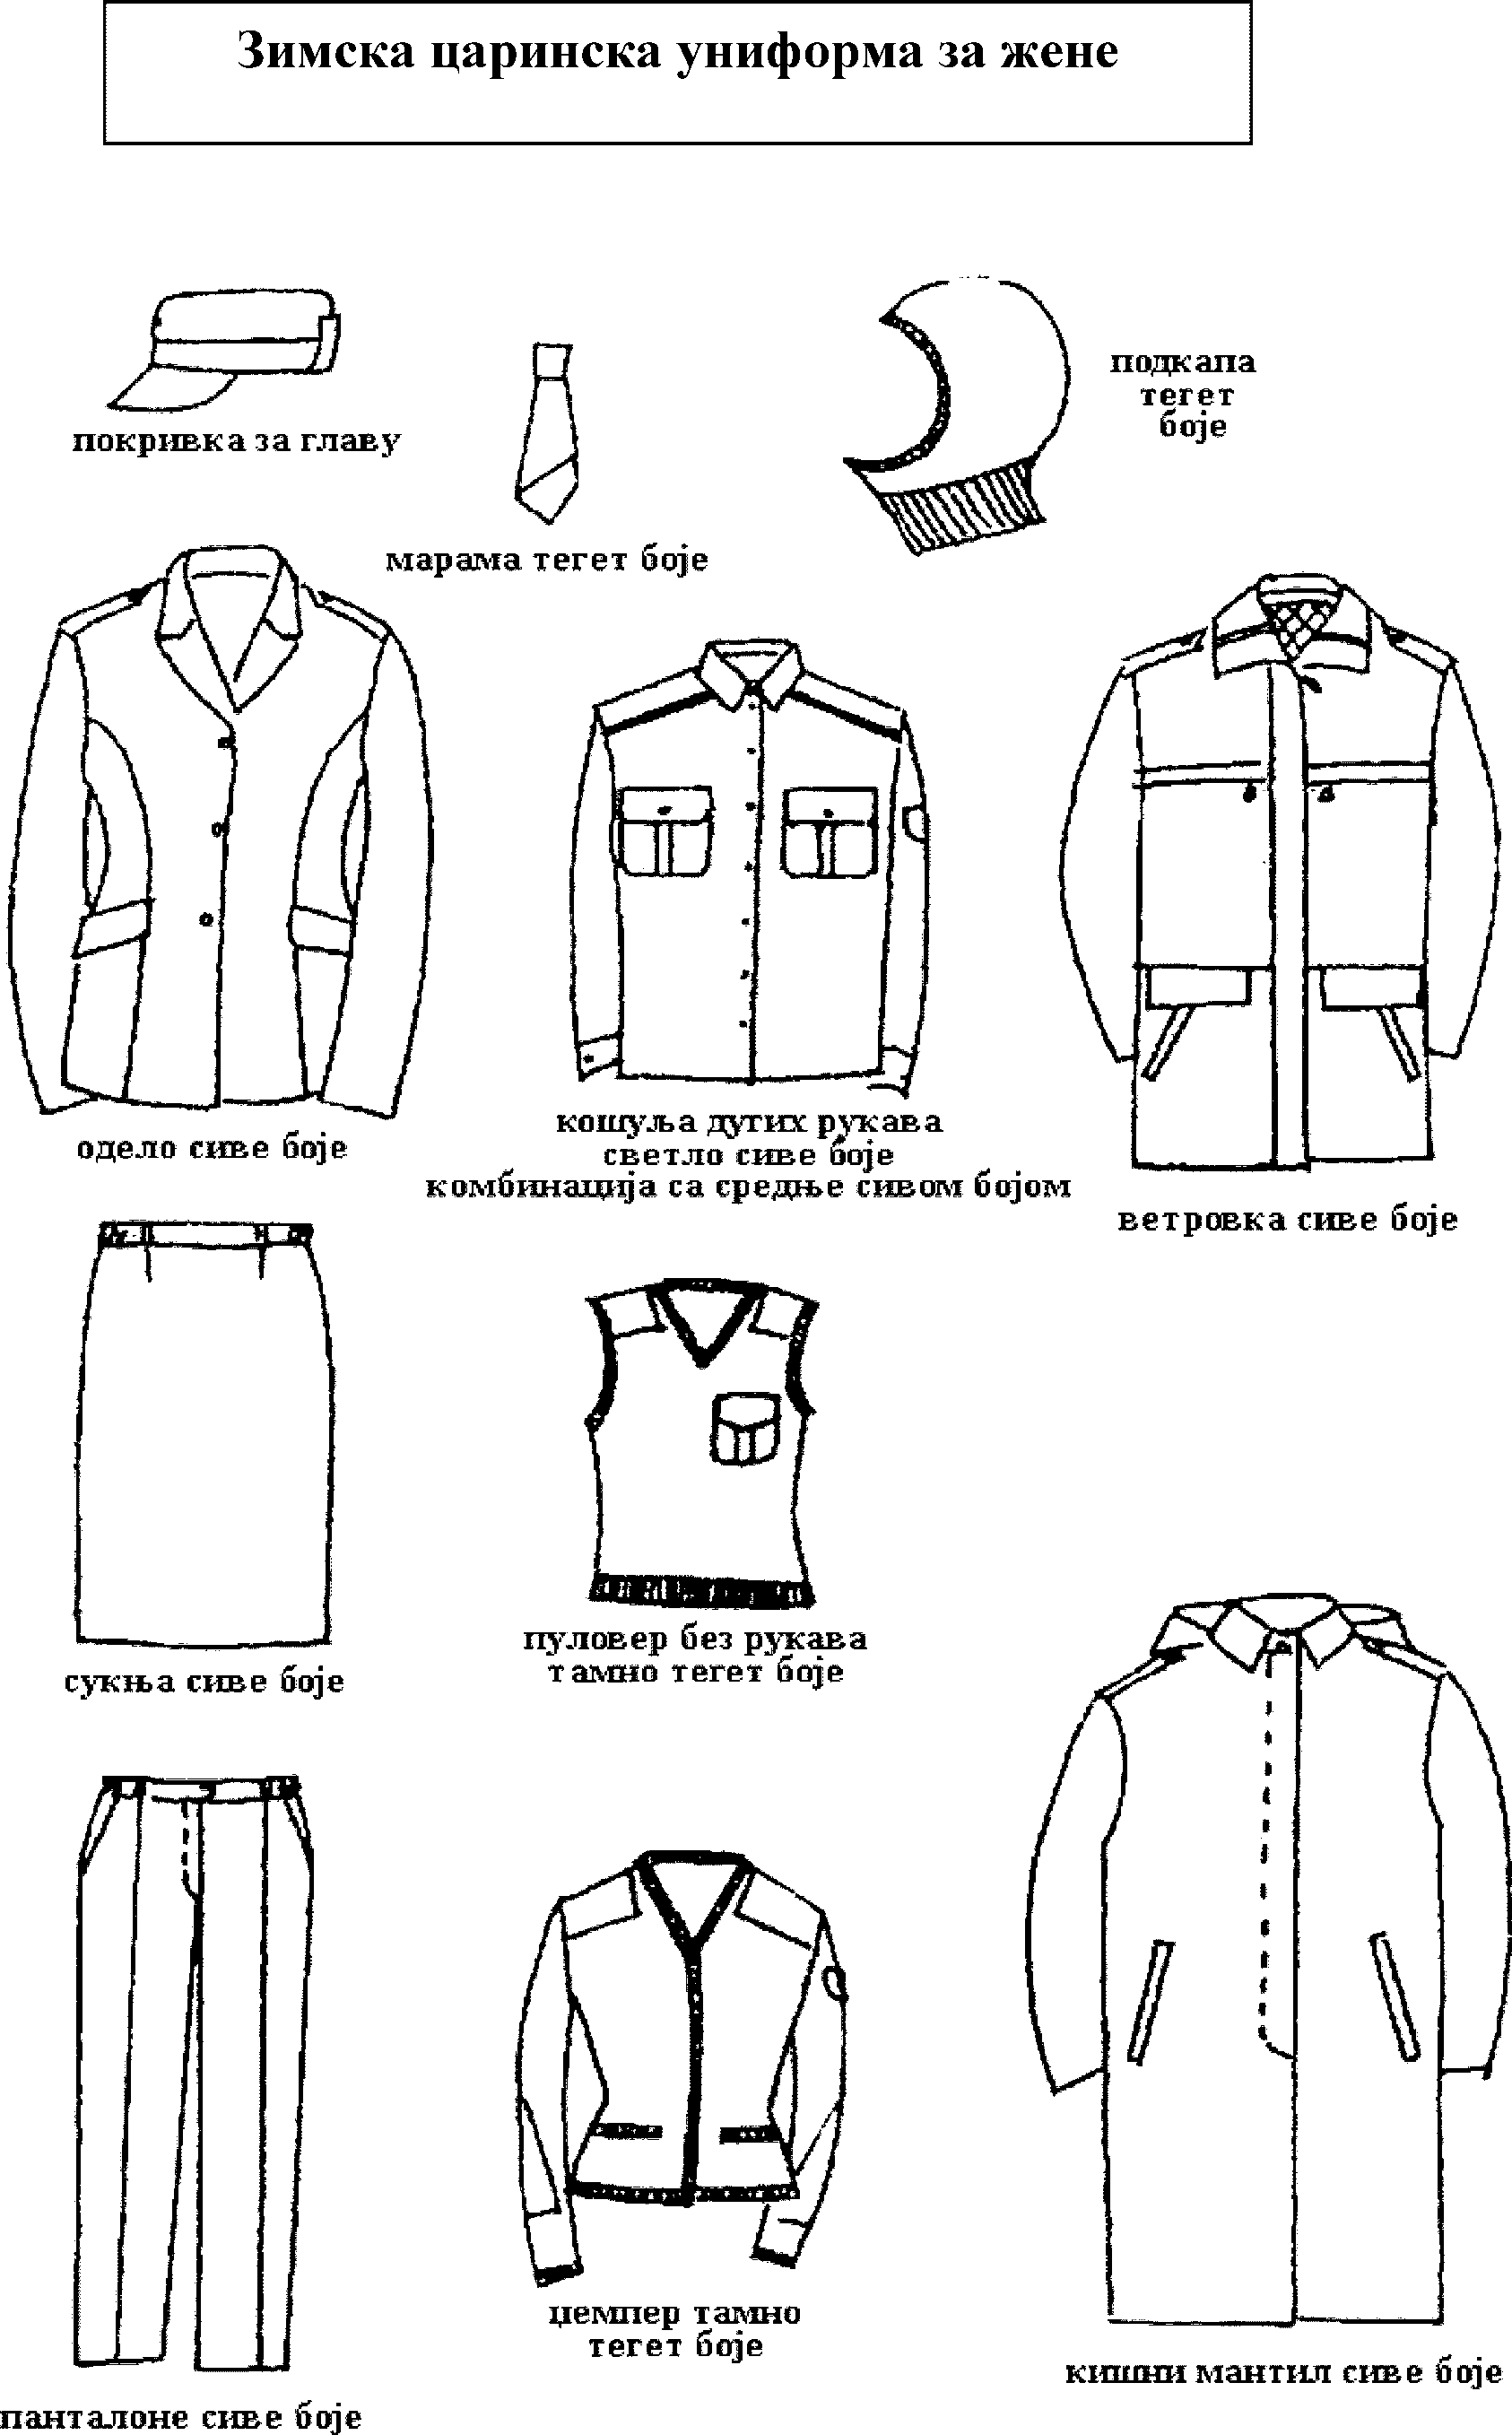 Зимска царинска униформа за жене
покривка за главу
марама тегет боје
подкапа
тегет
боје
одело сиве боје
кошуља дугих рукава
светло сиве боје
комбинација са средње сивом бојом
ветровка сиве боје
сукња сиве боје
пуловер без рукава
тамно тегет боје
панталоне сиве боје
џемпер тамно
тегет боје
кишни мантил сиве боје